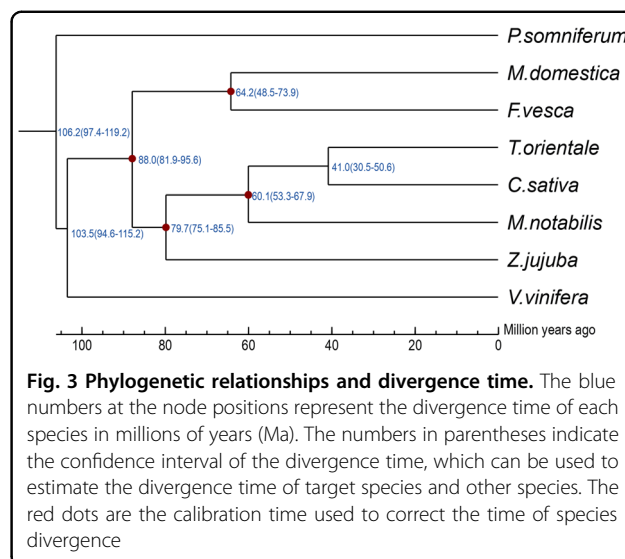 P.somniferum
M.domestica
64.2(48.5-73.9)
F.vesca
106.2(97.4-119.2)
T.orientale
88.0(81.9-95.6)
41.0(30.5-50.6)
C.sativa
60.1(53.3-67.9)
M.notabilis
103.5(94.6-115.2)
79.7(75.1-85.5)
Z.jujuba
V.vinifera
Million years ago
100 80 60 40 20 0
Fig. 3 Phylogenetic relationships and divergence time. The blue
numbers at the node positions represent the divergence time of each
species in millions of years (Ma). The numbers in parentheses indicate
the confidence interval of the divergence time, which can be used to
estimate the divergence time of target species and other species. The
red dots are the calibration time used to correct the time of species
divergence